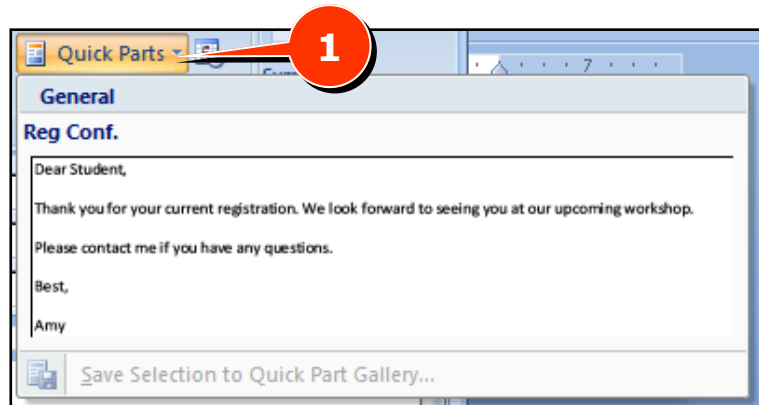 Quick Parts
1
7
General
Reg Conf.
Dear Student,
Thank you for your current registration. We look forward to seeing you at our upcoming workshop.
Please contact me if you have any questions.
Best,
Amy
Save Selection to Quick Part Gallery...